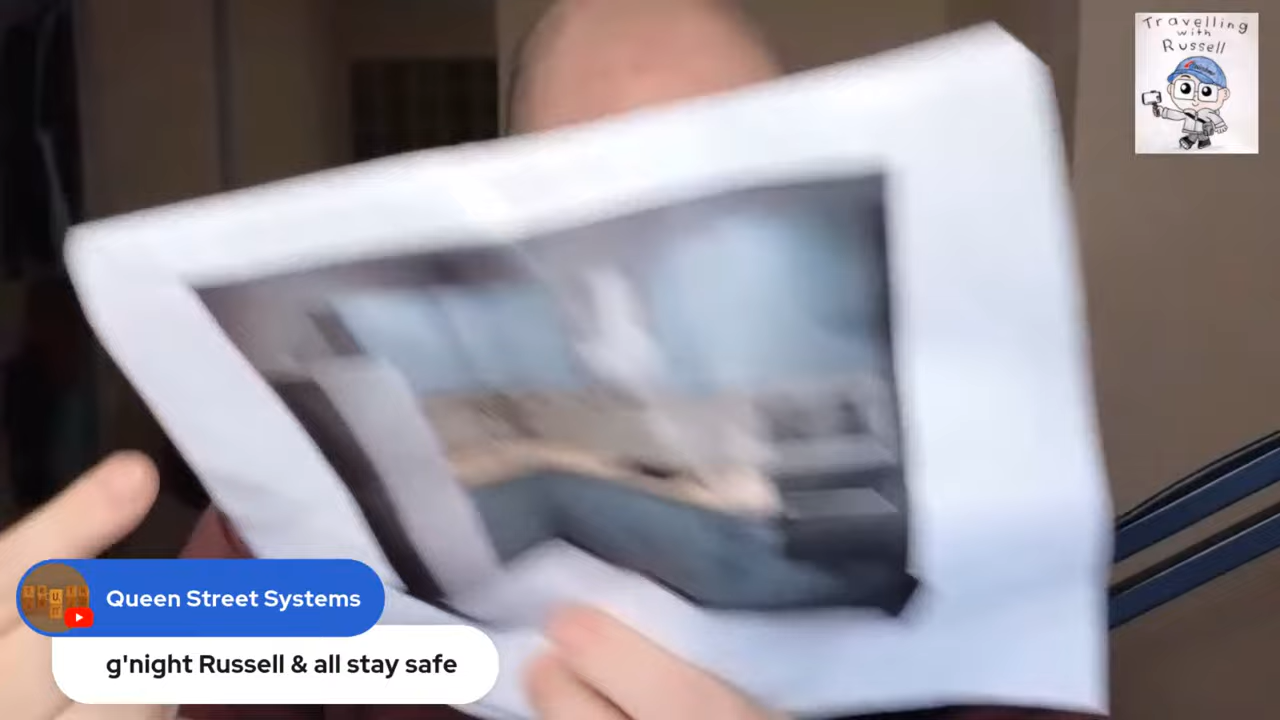 Travelling
with
Russell
Queen Street Systems
g'night Russell & all stay safe